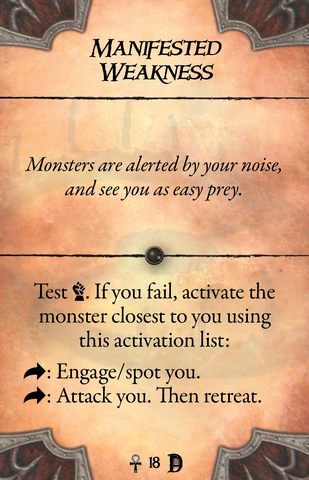 Manifested
Weakness
Monsters are alerted by your noise,
and see you as easy prey.
Test . If you fail, activate the
monster closest to you using
this activation list:
: Engage/spot you.
: Attack you. Then retreat.
18 D